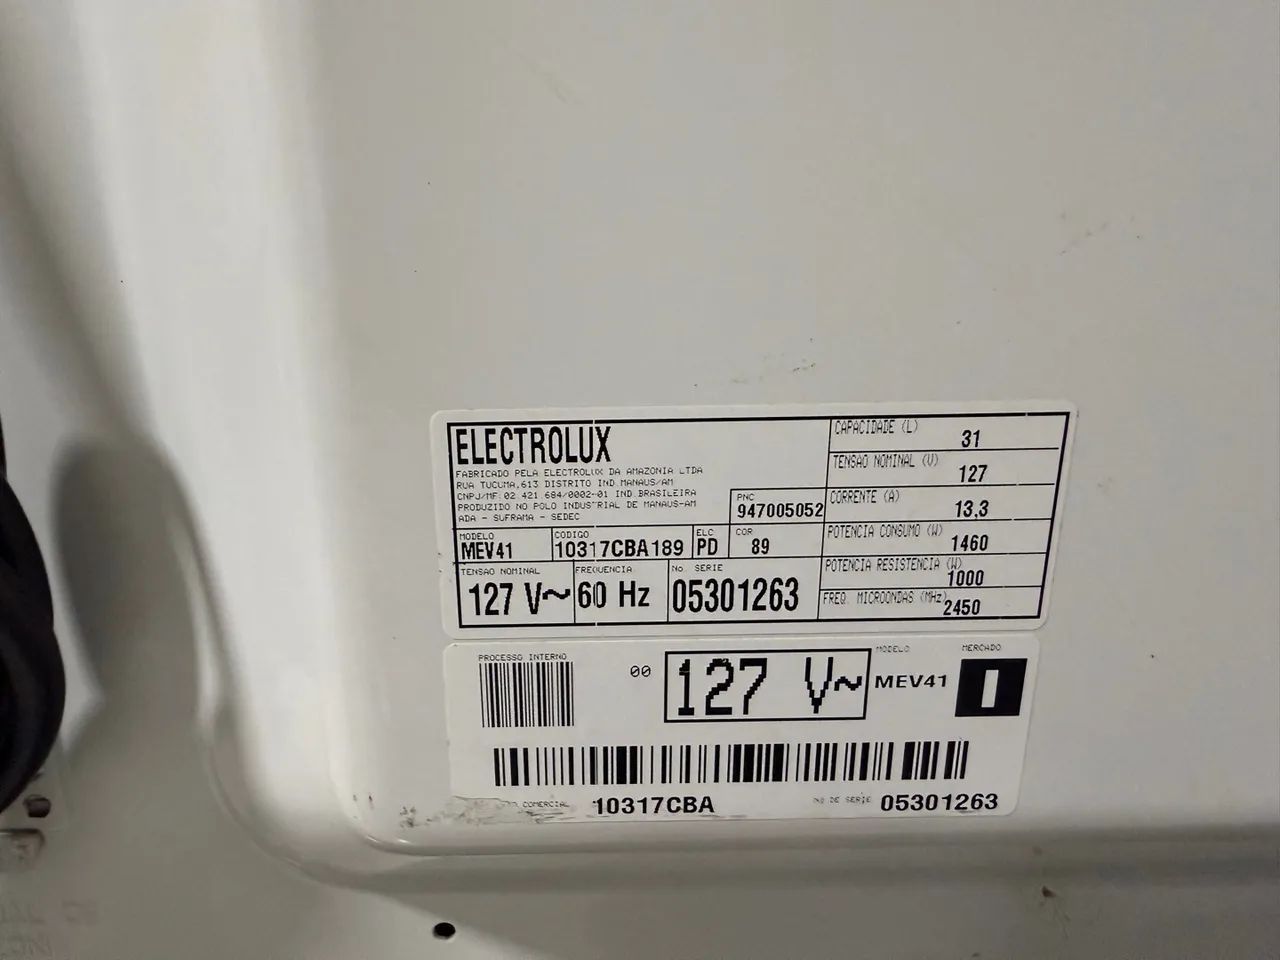 ELECTROLUX
FABRICADO PELA ELECTROLUX DA AMAZONIA LTDA
RUA TUCUMA,613 DISTRITO IND.MANAUS/AM
CNPJ/MF:02.421.684/0002-01 IND.BRASILEIRA
PRODUZIDO NO POLO INDUSTRIAL DE MANAUS-AM
ADA - SUFRAMA - SEDEC
PNC
947005052
MODELO
MEV41
CODIGO
10317CBA189
ELC
PD
COR
89
TENSAO NOMINAL
127 V~
FREQUENCIA
60 Hz
No. SERIE
05301263
CAPACIDADE (L)
31
TENSAO NOMINAL (V)
127
CORRENTE (A)
13,3
POTENCIA CONSUMO (W)
1460
POTENCIA RESISTENCIA (W)
1000
FREQ. MICROONDAS (MHz)
2450
PROCESSO INTERNO
00
127 V~
MODELO
MEV41
MERCADO
I
COMERCIAL
10317CBA
No DE SERIE
05301263